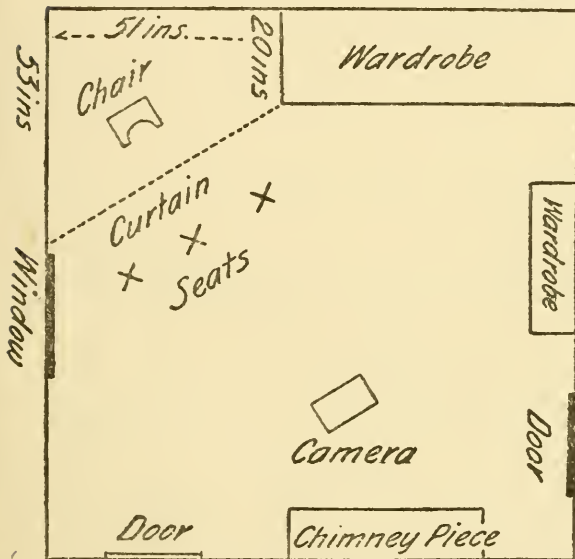 51 ins.
20 ins
Wardrobe
53 ins
Chair
Curtain
Wardrobe
Seats
Window
Door
Camera
Door
Chimney Piece